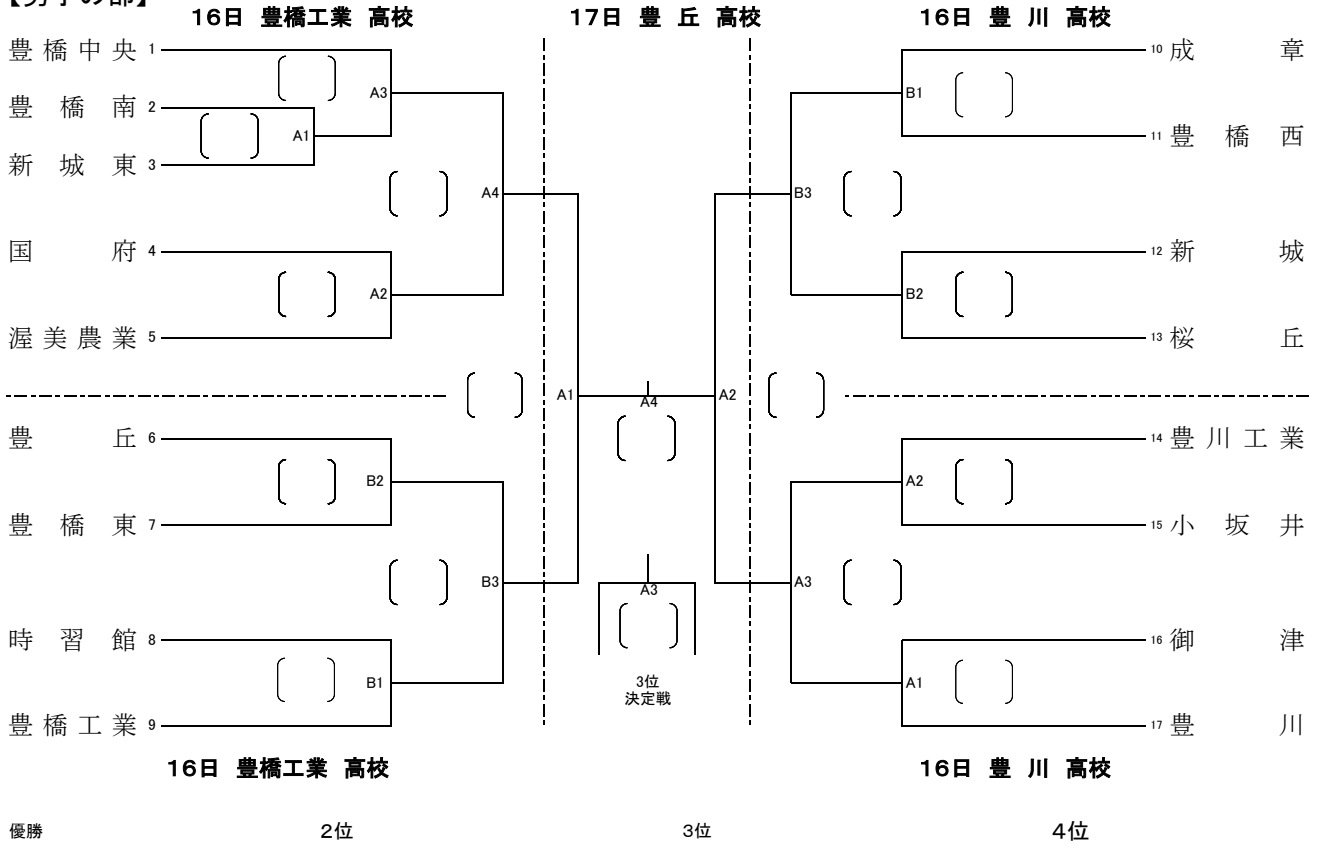 【男子の部】
16日 豊橋工業 高校
17日 豊 丘 高校
16日 豊 川 高校
豊橋中央 1
豊橋南 2
新城東 3
国府 4
渥美農業 5
豊丘 6
豊橋東 7
時習館 8
豊橋工業 9
A3
A1
A4
A2
B2
B3
B1
A1
A4
A2
A3
3位
決定戦
B1
B3
B2
A2
A3
A1
10 成章
11 豊橋西
12 新城
13 桜丘
14 豊川工業
15 小坂井
16 御津
17 豊川
16日 豊橋工業 高校
16日 豊 川 高校
優勝 2位 3位 4位